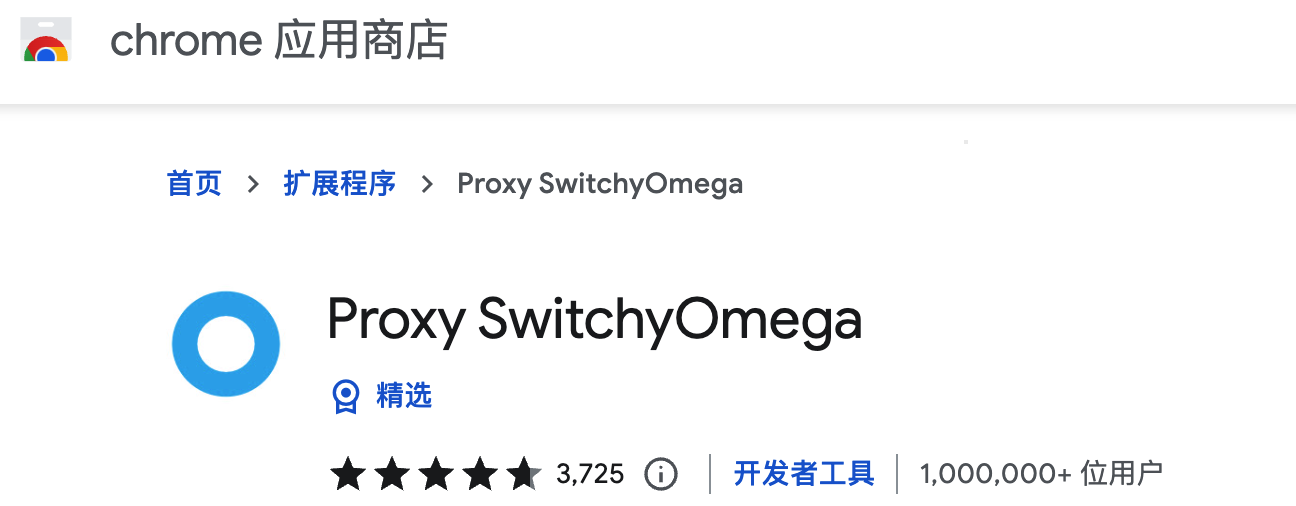 chrome 应用商店
首页 > 扩展程序 > Proxy SwitchyOmega
Proxy SwitchyOmega
精选
3,725 开发者工具 1,000,000+ 位用户